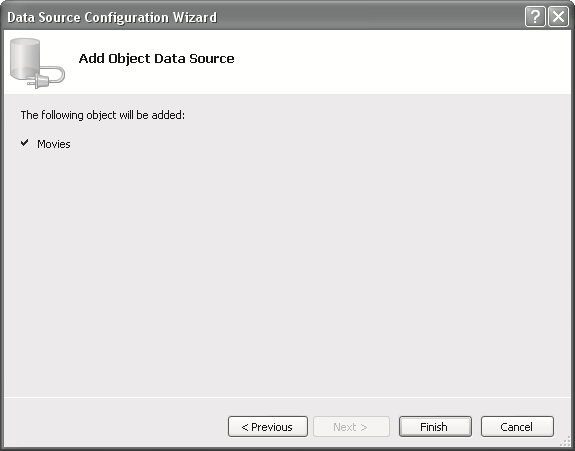 Data Source Configuration Wizard
Add Object Data Source
The following object will be added:
Movies
< Previous
Next >
Finish
Cancel